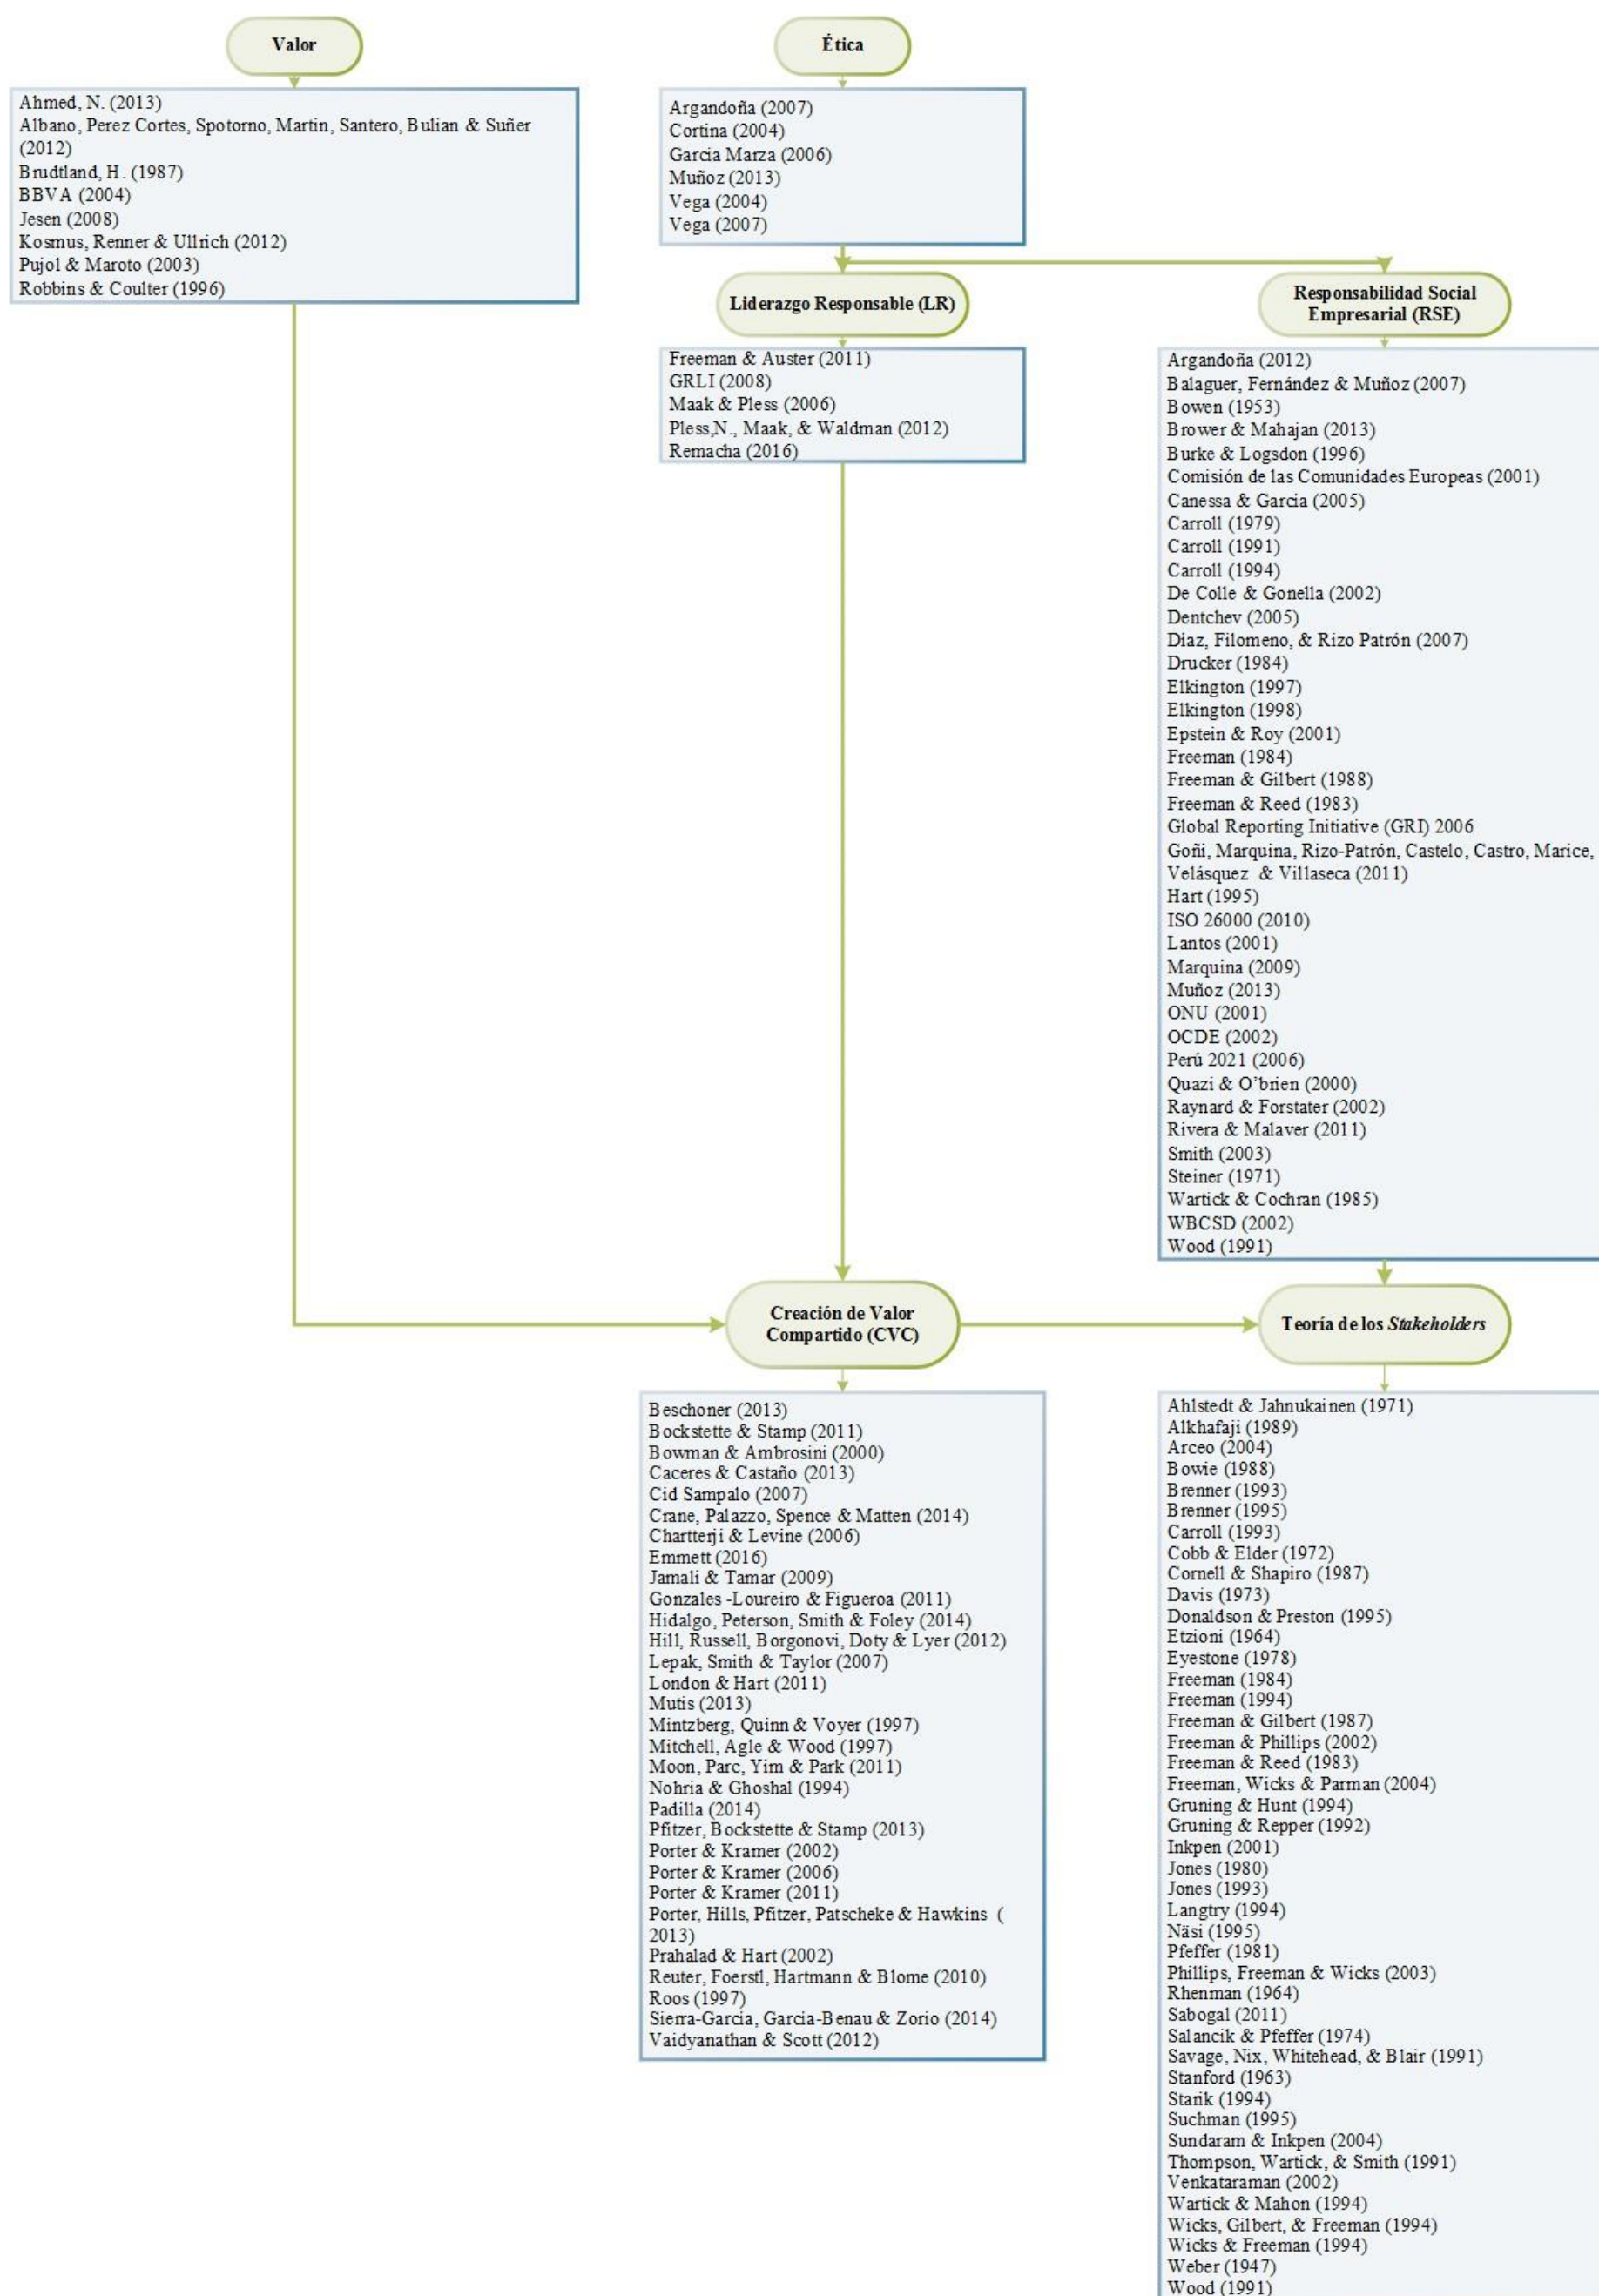 Valor
Ahmed, N. (2013)
Albano, Perez Cortes, Spotorno, Martin, Santero, Bulian & Suñer
(2012)
Brudtland, H. (1987)
BBVA (2004)
Jesen (2008)
Kosmus, Renner & Ullrich (2012)
Pujol & Maroto (2003)
Robbins & Coulter (1996)
Ética
Argandoña (2007)
Cortina (2004)
Garcia Marza (2006)
Muñoz (2013)
Vega (2004)
Vega (2007)
Liderazgo Responsable (LR)
Freeman & Auster (2011)
GRLI (2008)
Maak & Pless (2006)
Pless,N., Maak, & Waldman (2012)
Remacha (2016)
Responsabilidad Social
Empresarial (RSE)
Argandoña (2012)
Balaguer, Fernández & Muñoz (2007)
Bowen (1953)
Brower & Mahajan (2013)
Burke & Logsdon (1996)
Comisión de las Comunidades Europeas (2001)
Canessa & Garcia (2005)
Carroll (1979)
Carroll (1991)
Carroll (1994)
De Colle & Gonella (2002)
Dentchev (2005)
Diaz, Filomeno, & Rizo Patrón (2007)
Drucker (1984)
Elkington (1997)
Elkington (1998)
Epstein & Roy (2001)
Freeman (1984)
Freeman & Gilbert (1988)
Freeman & Reed (1983)
Global Reporting Initiative (GRI) 2006
Goñi, Marquina, Rizo-Patrón, Castelo, Castro, Marice,
Velásquez & Villaseca (2011)
Hart (1995)
ISO 26000 (2010)
Lantos (2001)
Marquina (2009)
Muñoz (2013)
ONU (2001)
OCDE (2002)
Perú 2021 (2006)
Quazi & O’brien (2000)
Raynard & Forstater (2002)
Rivera & Malaver (2011)
Smith (2003)
Steiner (1971)
Wartick & Cochran (1985)
WBCSD (2002)
Wood (1991)
Creación de Valor
Compartido (CVC)
Beschoner (2013)
Bockstette & Stamp (2011)
Bowman & Ambrosini (2000)
Caceres & Castaño (2013)
Cid Sampalo (2007)
Crane, Palazzo, Spence & Matten (2014)
Chartterji & Levine (2006)
Emmett (2016)
Jamali & Tamar (2009)
Gonzales -Loureiro & Figueroa (2011)
Hidalgo, Peterson, Smith & Foley (2014)
Hill, Russell, Borgonovi, Doty & Lyer (2012)
Lepak, Smith & Taylor (2007)
London & Hart (2011)
Mutis (2013)
Mintzberg, Quinn & Voyer (1997)
Mitchell, Agle & Wood (1997)
Moon, Parc, Yim & Park (2011)
Nohria & Ghoshal (1994)
Padilla (2014)
Pfitzer, Bockstette & Stamp (2013)
Porter & Kramer (2002)
Porter & Kramer (2006)
Porter & Kramer (2011)
Porter, Hills, Pfitzer, Patscheke & Hawkins (
2013)
Prahalad & Hart (2002)
Reuter, Foerstl, Hartmann & Blome (2010)
Roos (1997)
Sierra-Garcia, Garcia-Benau & Zorio (2014)
Vaidyanathan & Scott (2012)
Teoría de los Stakeholders
Ahlstedt & Jahnukainen (1971)
Alkhafaji (1989)
Arceo (2004)
Bowie (1988)
Brenner (1993)
Brenner (1995)
Carroll (1993)
Cobb & Elder (1972)
Cornell & Shapiro (1987)
Davis (1973)
Donaldson & Preston (1995)
Etzioni (1964)
Eyestone (1978)
Freeman (1984)
Freeman (1994)
Freeman & Gilbert (1987)
Freeman & Phillips (2002)
Freeman & Reed (1983)
Freeman, Wicks & Parman (2004)
Gruning & Hunt (1994)
Gruning & Repper (1992)
Inkpen (2001)
Jones (1980)
Jones (1993)
Langtry (1994)
Näsi (1995)
Pfeffer (1981)
Phillips, Freeman & Wicks (2003)
Rhenman (1964)
Sabogal (2011)
Salancik & Pfeffer (1974)
Savage, Nix, Whitehead, & Blair (1991)
Stanford (1963)
Starik (1994)
Suchman (1995)
Sundaram & Inkpen (2004)
Thompson, Wartick, & Smith (1991)
Venkataraman (2002)
Wartick & Mahon (1994)
Wicks, Gilbert, & Freeman (1994)
Wicks & Freeman (1994)
Weber (1947)
Wood (1991)